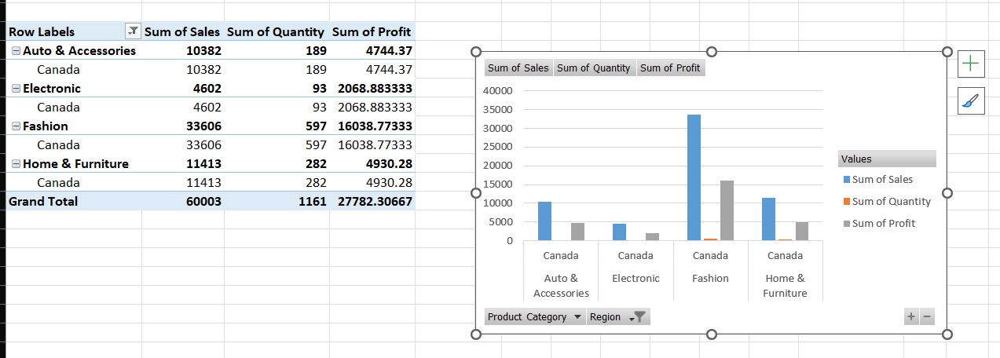 Row Labels Sum of Sales Sum of Quantity Sum of Profit
Auto & Accessories 10382 189 4744.37
Canada 10382 189 4744.37
Electronic 4602 93 2068.883333
Canada 4602 93 2068.883333
Fashion 33606 597 16038.77333
Canada 33606 597 16038.77333
Home & Furniture 11413 282 4930.28
Canada 11413 282 4930.28
Grand Total 60003 1161 27782.30667
Sum of Sales Sum of Quantity Sum of Profit
40000
35000
30000
25000
20000
15000
10000
5000
0
Canada Canada Canada Canada
Auto & Electronic Fashion Home &
Accessories Furniture
Values
Sum of Sales
Sum of Quantity
Sum of Profit
Product Category Region